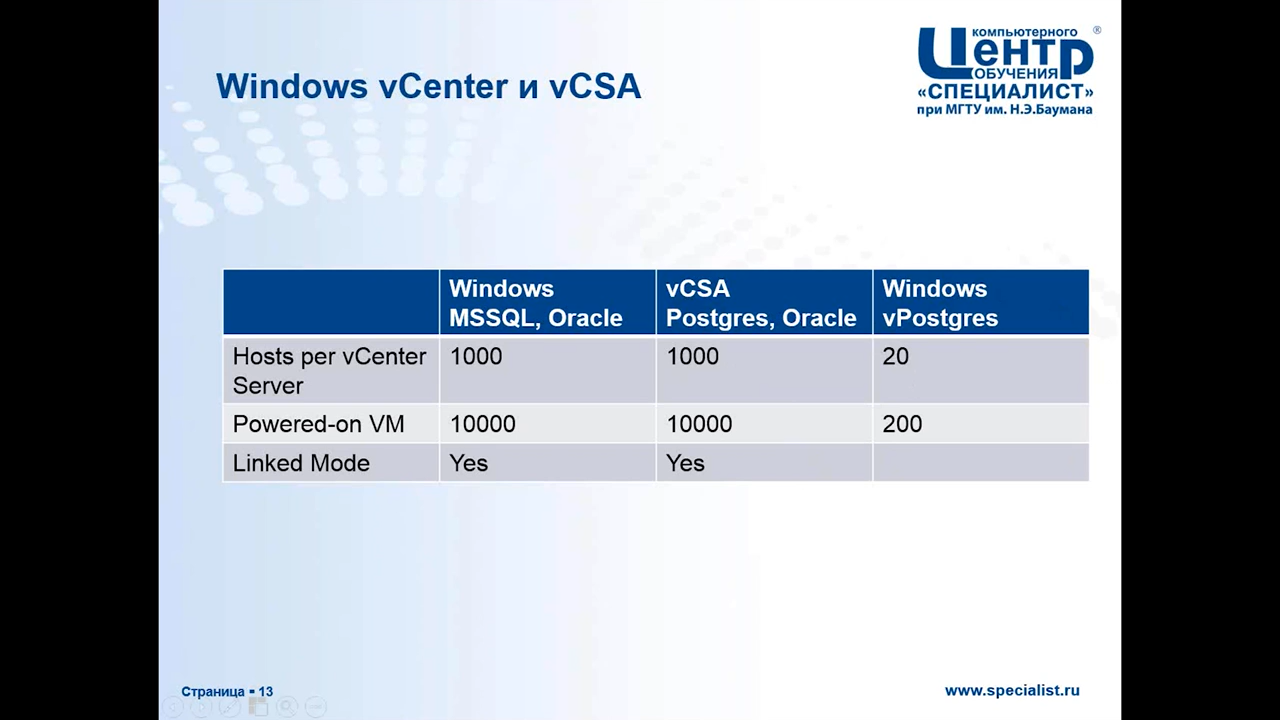 Windows vCenter и vCSA
компьютерного ®
Центр
ОБУЧЕНИЯ
«СПЕЦИАЛИСТ»
при МГТУ им. Н.Э.Баумана
Windows MSSQL, Oracle
vCSA Postgres, Oracle
Windows vPostgres
Hosts per vCenter Server
1000
1000
20
Powered-on VM
10000
10000
200
Linked Mode
Yes
Yes
Страница ▪ 13
www.specialist.ru